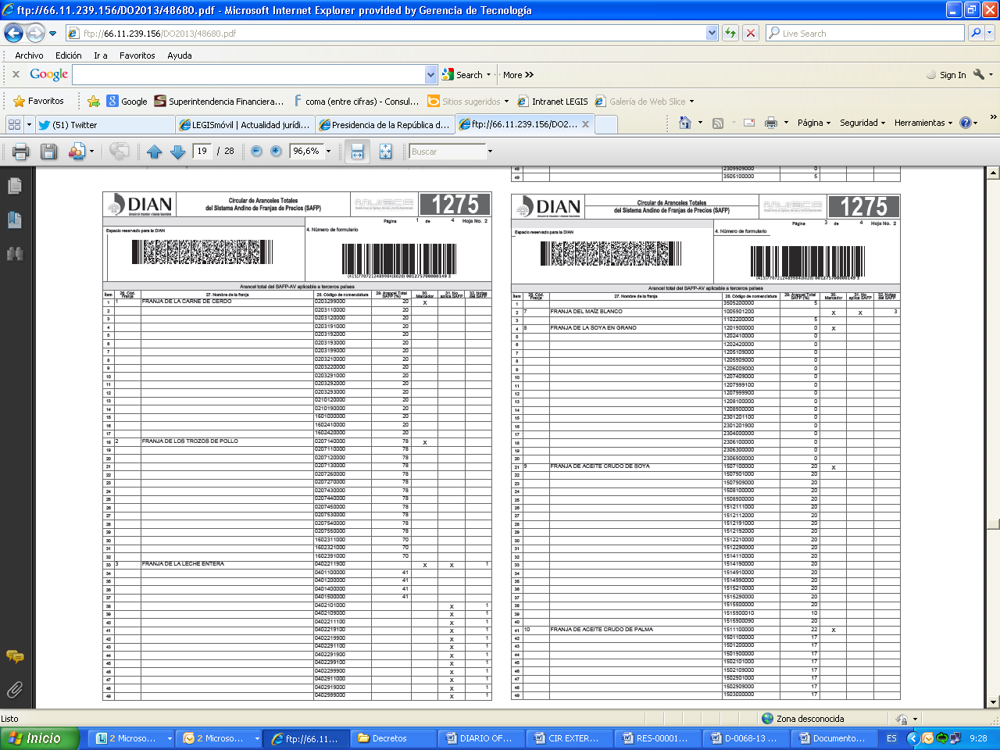 ftp://66.11.239.156/DO2013/48680.pdf - Microsoft Internet Explorer provided by Gerencia de Tecnología
ftp://66.11.239.156/DO2013/48680.pdf
Live Search
Archivo Edición Ir a Favoritos Ayuda
Google Search More >> Sign In
Favoritos Google Superintendencia Financiera... coma (entre cifras) - Consul... Sitios sugeridos Intranet LEGIS Galería de Web Slice
(51) Twitter LEGISmóvil | Actualidad jurídi... Presidencia de la República d... ftp://66.11.239.156/DO2... Página Seguridad Herramientas
19 / 28 96,6% Buscar
48 2309909000 0
49 3505100000 5
DIAN
Circular de Aranceles Totales
del Sistema Andino de Franjas de Precios (SAFP)
MUISCA
1275
Espacio reservado para la DIAN
Página 1 de 4 Hoja No. 2
4. Número de formulario
(415)7707212489984(8020) 001275700000149 3
Arancel total del SAFP-AV aplicable a terceros países
Item 26. Cód. Franja 27. Nombre de la franja 28. Código de nomenclatura 29. Arancel Total SAFP (%) 30. Marcador 31. No aplica SAFP 32. Notas del SAFP
1 1 FRANJA DE LA CARNE DE CERDO 0203299000 20 X
2 0203110000 20
3 0203120000 20
4 0203191000 20
5 0203192000 20
6 0203193000 20
7 0203199000 20
8 0203210000 20
9 0203220000 20
10 0203291000 20
11 0203292000 20
12 0203293000 20
13 0210120000 20
14 0210190000 20
15 1601000000 20
16 1602410000 20
17 1602420000 20
18 2 FRANJA DE LOS TROZOS DE POLLO 0207140000 78 X
19 0207110000 78
20 0207120000 78
21 0207130000 78
22 0207260000 78
23 0207270000 78
24 0207430000 78
25 0207440000 78
26 0207450000 78
27 0207530000 78
28 0207540000 78
29 0207550000 78
30 1602311000 70
31 1602321000 70
32 1602391000 70
33 3 FRANJA DE LA LECHE ENTERA 0402211900 X X 1
34 0401100000 41
35 0401200000 41
36 0401400000 41
37 0401500000 41
38 0402101000 X 1
39 0402109000 X 1
40 0402211100 X 1
41 0402219100 X 1
42 0402219900 X 1
43 0402291100 X 1
44 0402291900 X 1
45 0402299100 X 1
46 0402299900 X 1
47 0402911000 X 1
48 0402919000 X 1
49 0402999000 X 1
DIAN
Circular de Aranceles Totales
del Sistema Andino de Franjas de Precios (SAFP)
MUISCA
1275
Espacio reservado para la DIAN
Página 3 de 4 Hoja No. 2
4. Número de formulario
(415)7707212489984(8020) 001275700000149 3
Arancel total del SAFP-AV aplicable a terceros países
Item 26. Cód. Franja 27. Nombre de la franja 28. Código de nomenclatura 29. Arancel Total SAFP (%) 30. Marcador 31. No aplica SAFP 32. Notas del SAFP
1 3505200000 5
2 7 FRANJA DEL MAÍZ BLANCO 1005901200 X X 3
3 1102200000 5
4 8 FRANJA DE LA SOYA EN GRANO 1201900000 0 X
5 1202410000 0
6 1202420000 0
7 1205109000 0
8 1205909000 0
9 1206009000 0
10 1207409000 0
11 1207999100 0
12 1207999900 0
13 1208100000 0
14 1208900000 0
15 2301201100 0
16 2301201900 0
17 2304000000 0
18 2306100000 0
19 2306300000 0
20 2306900000 0
21 9 FRANJA DE ACEITE CRUDO DE SOYA 1507100000 20 X
22 1507901000 20
23 1507909000 20
24 1508100000 20
25 1508900000 20
26 1512111000 20
27 1512112000 20
28 1512191000 20
29 1512192000 20
30 1512210000 20
31 1512290000 20
32 1514110000 20
33 1514190000 20
34 1514910000 20
35 1514990000 20
36 1515210000 20
37 1515290000 20
38 1515500000 20
39 1515900010 10
40 1515900090 20
41 10 FRANJA DE ACEITE CRUDO DE PALMA 1511100000 22 X
42 1501100000 17
43 1501200000 17
44 1501900000 17
45 1502101000 17
46 1502109000 17
47 1502901000 17
48 1502909000 17
49 1503000000 17
Listo Zona desconocida
Inicio 2 Microso... 2 Microso... ftp://66.11.... Decretos DIARIO OF... CIR EXTER... RES-00001... D-0068-13 ... Documento... ES 9:28